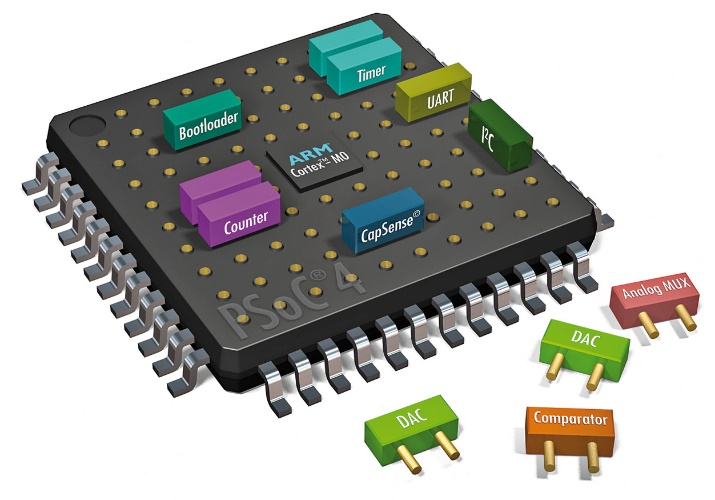 Timer
UART
Bootloader
I²C
ARM
Cortex™-M0
Counter
CapSense©
PSoC® 4
Analog MUX
DAC
DAC
Comparator